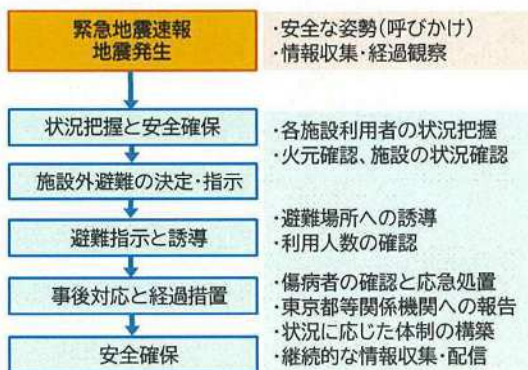 緊急地震速報
地震発生
・安全な姿勢(呼びかけ)
・情報収集・経過観察
状況把握と安全確保
・各施設利用者の状況把握
・火元確認、施設の状況確認
施設外避難の決定・指示
避難指示と誘導
・避難場所への誘導
・利用人数の確認
事後対応と経過措置
・傷病者の確認と応急処置
・東京都等関係機関への報告
・状況に応じた体制の構築
・継続的な情報収集・配信
安全確保